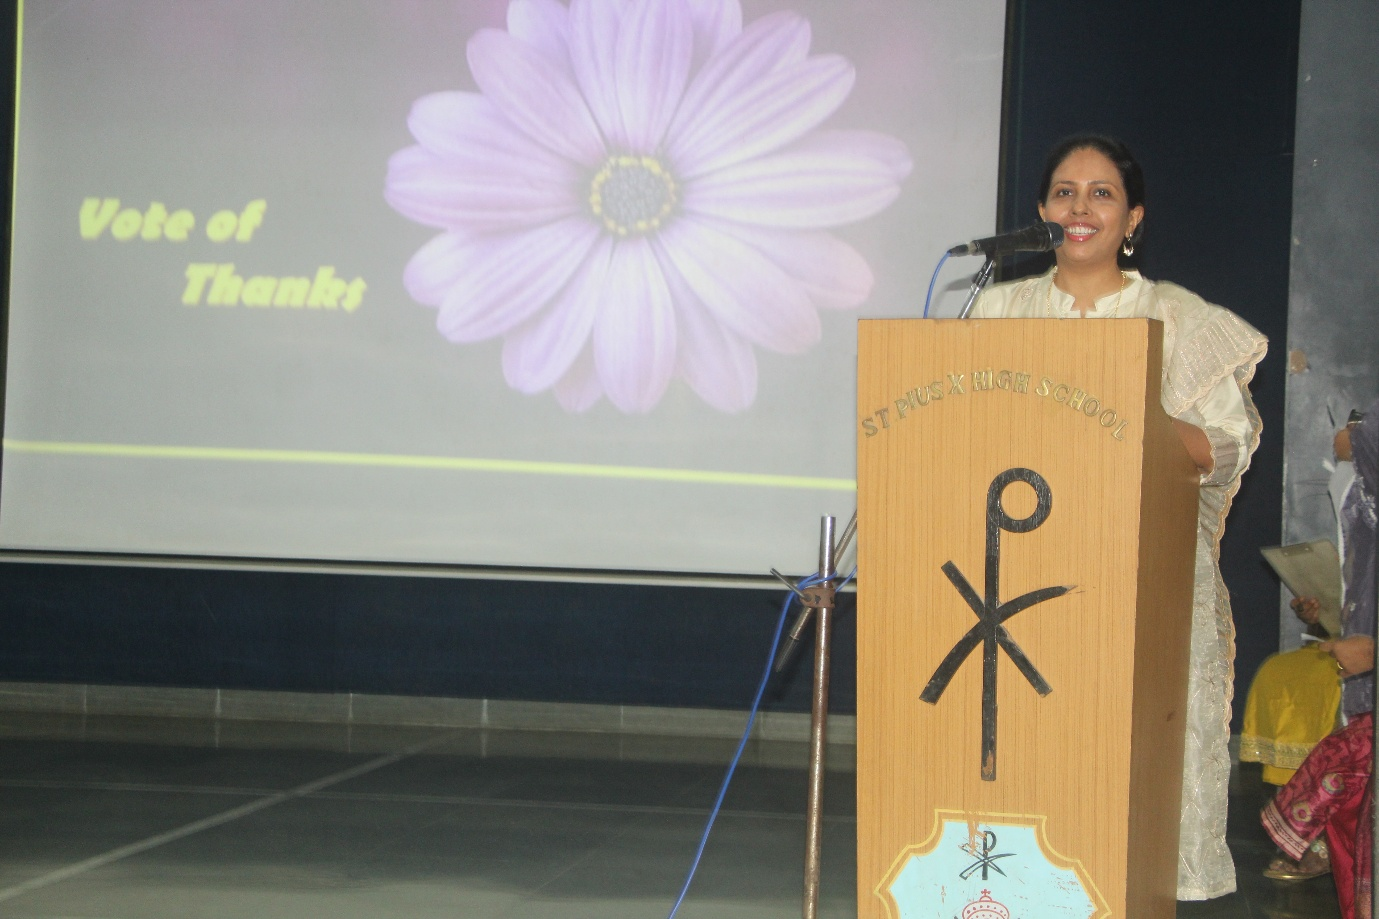 Vote of
Thanks
ST. PIUS X HIGH SCHOOL